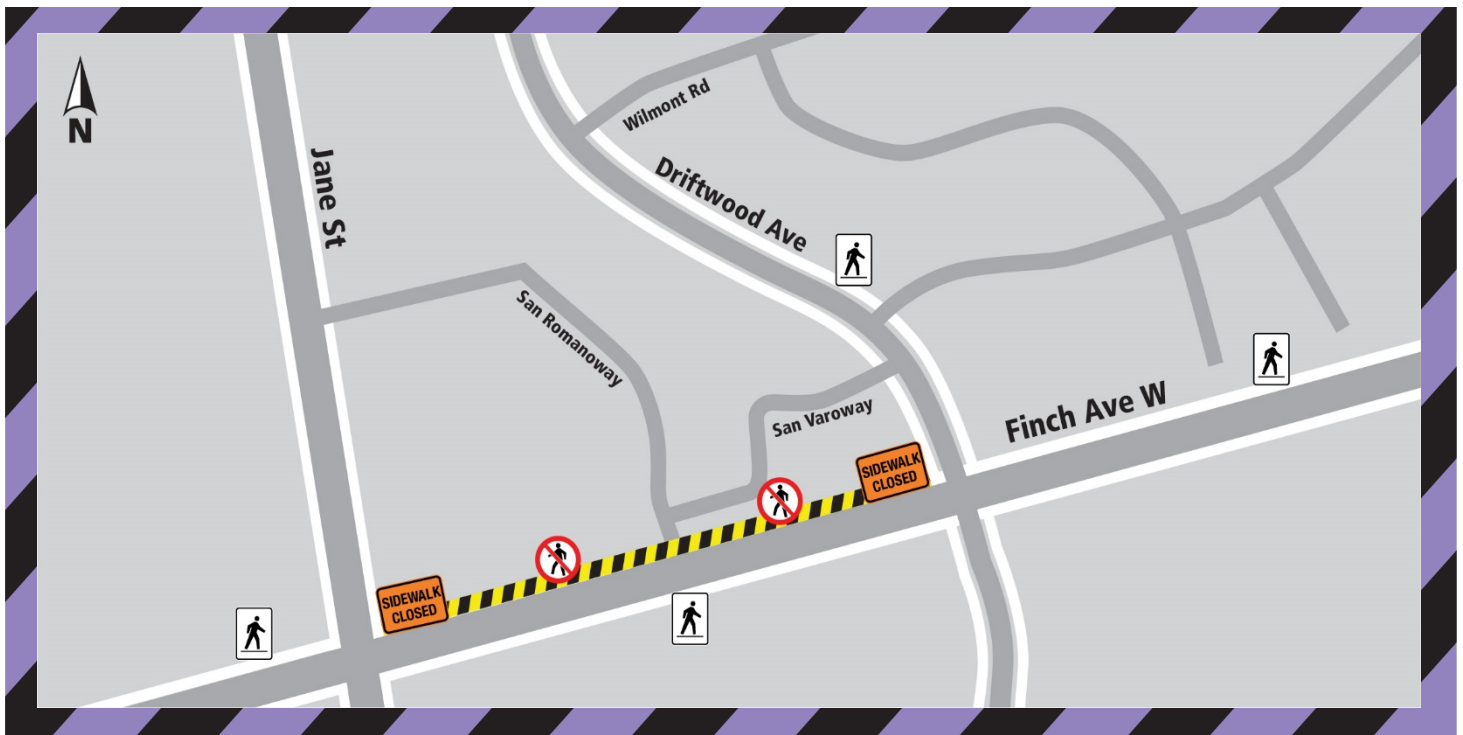 N
Jane St
Wilmont Rd
Driftwood Ave
San Romanoway
San Varoway
Finch Ave W
SIDEWALK
CLOSED
SIDEWALK
CLOSED